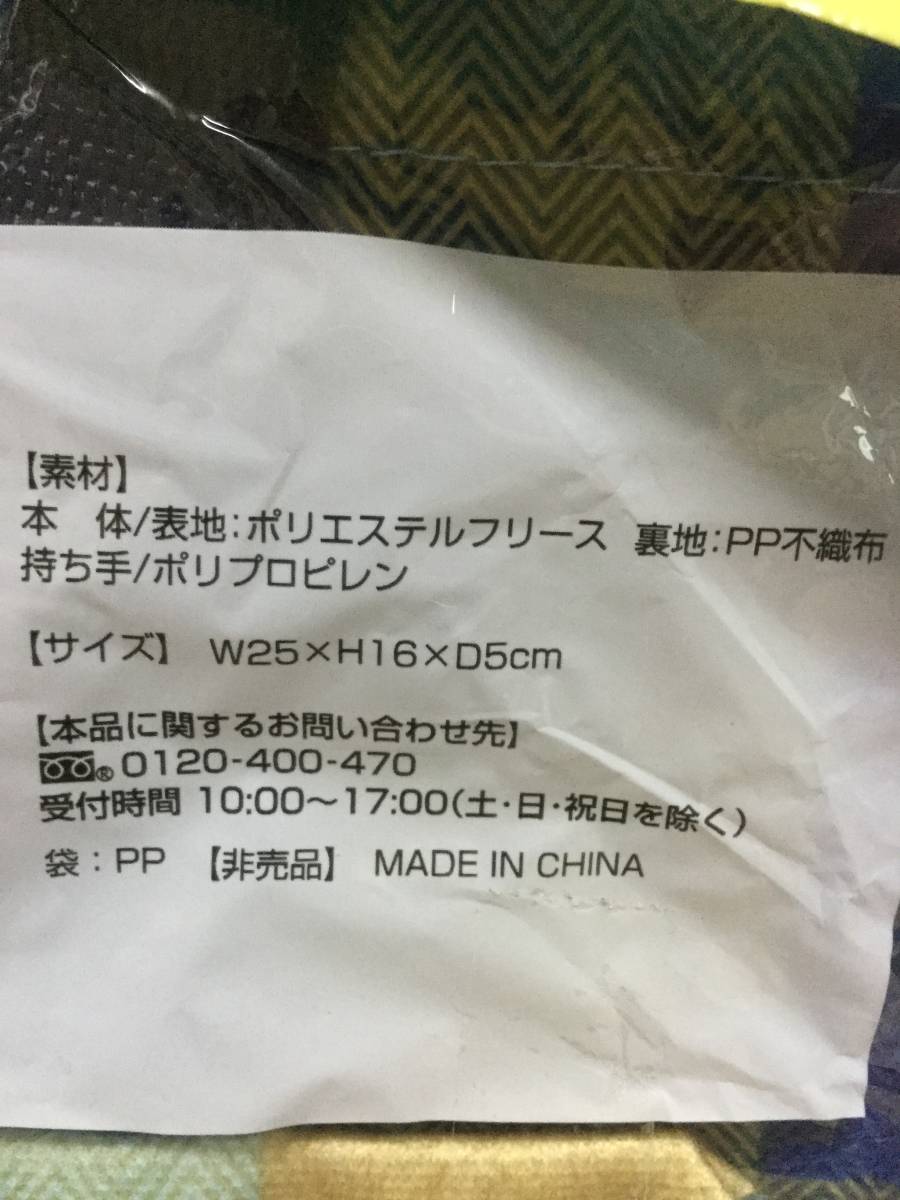 【素材】
本　体/表地:ポリエステルフリース　裏地:PP不織布
持ち手/ポリプロピレン
【サイズ】　W25×H16×D5cm
【本品に関するお問い合わせ先】
®0120-400-470
受付時間 10:00〜17:00(土・日・祝日を除く)
袋:PP　【非売品】　MADE IN CHINA